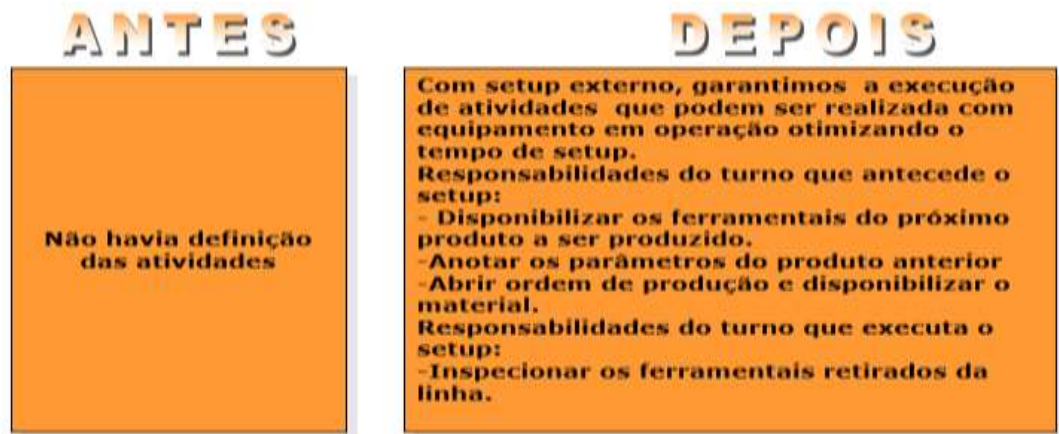 ANTES
DEPOIS
Não havia definição
das atividades
Com setup externo, garantimos a execução
de atividades que podem ser realizada com
equipamento em operação otimizando o
tempo de setup.
Responsabilidades do turno que antecede o
setup:
- Disponibilizar os ferramentais do próximo
produto a ser produzido.
-Anotar os parâmetros do produto anterior
-Abrir ordem de produção e disponibilizar o
material.
Responsabilidades do turno que executa o
setup:
-Inspecionar os ferramentais retirados da
linha.